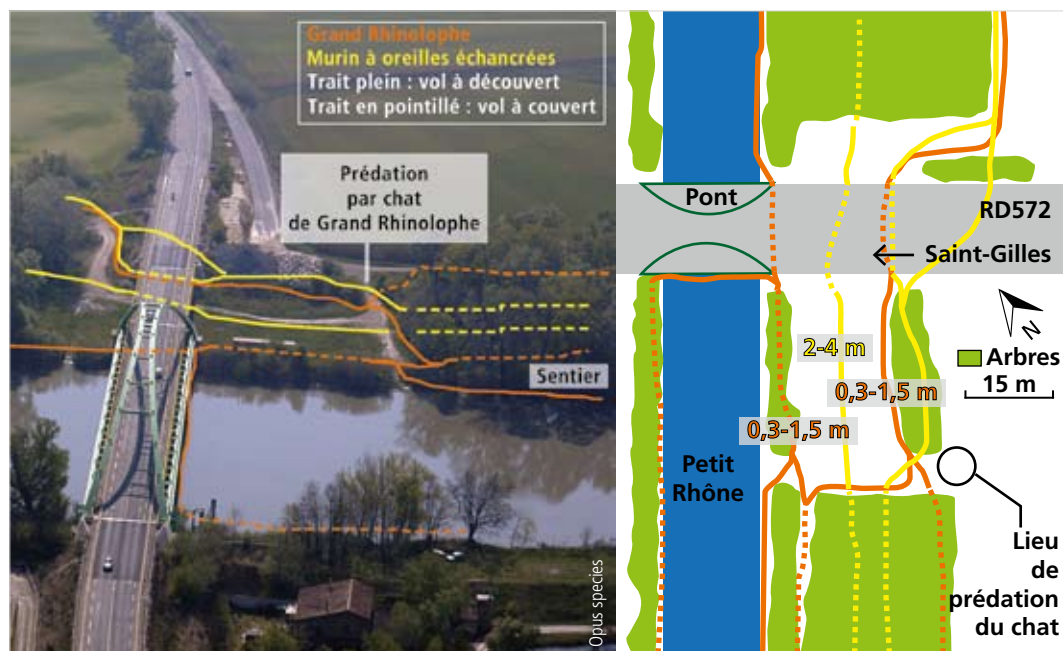 Grand Rhinolophe
Murin à oreilles échancrées
Trait plein : vol à découvert
Trait en pointillé : vol à couvert
Prédation
par chat
de Grand Rhinolophe
Sentier
Opus species
Pont
RD572
Saint-Gilles
N
2-4 m
Arbres
15 m
0,3-1,5 m
0,3-1,5 m
Petit
Rhône
Lieu
de
prédation
du chat